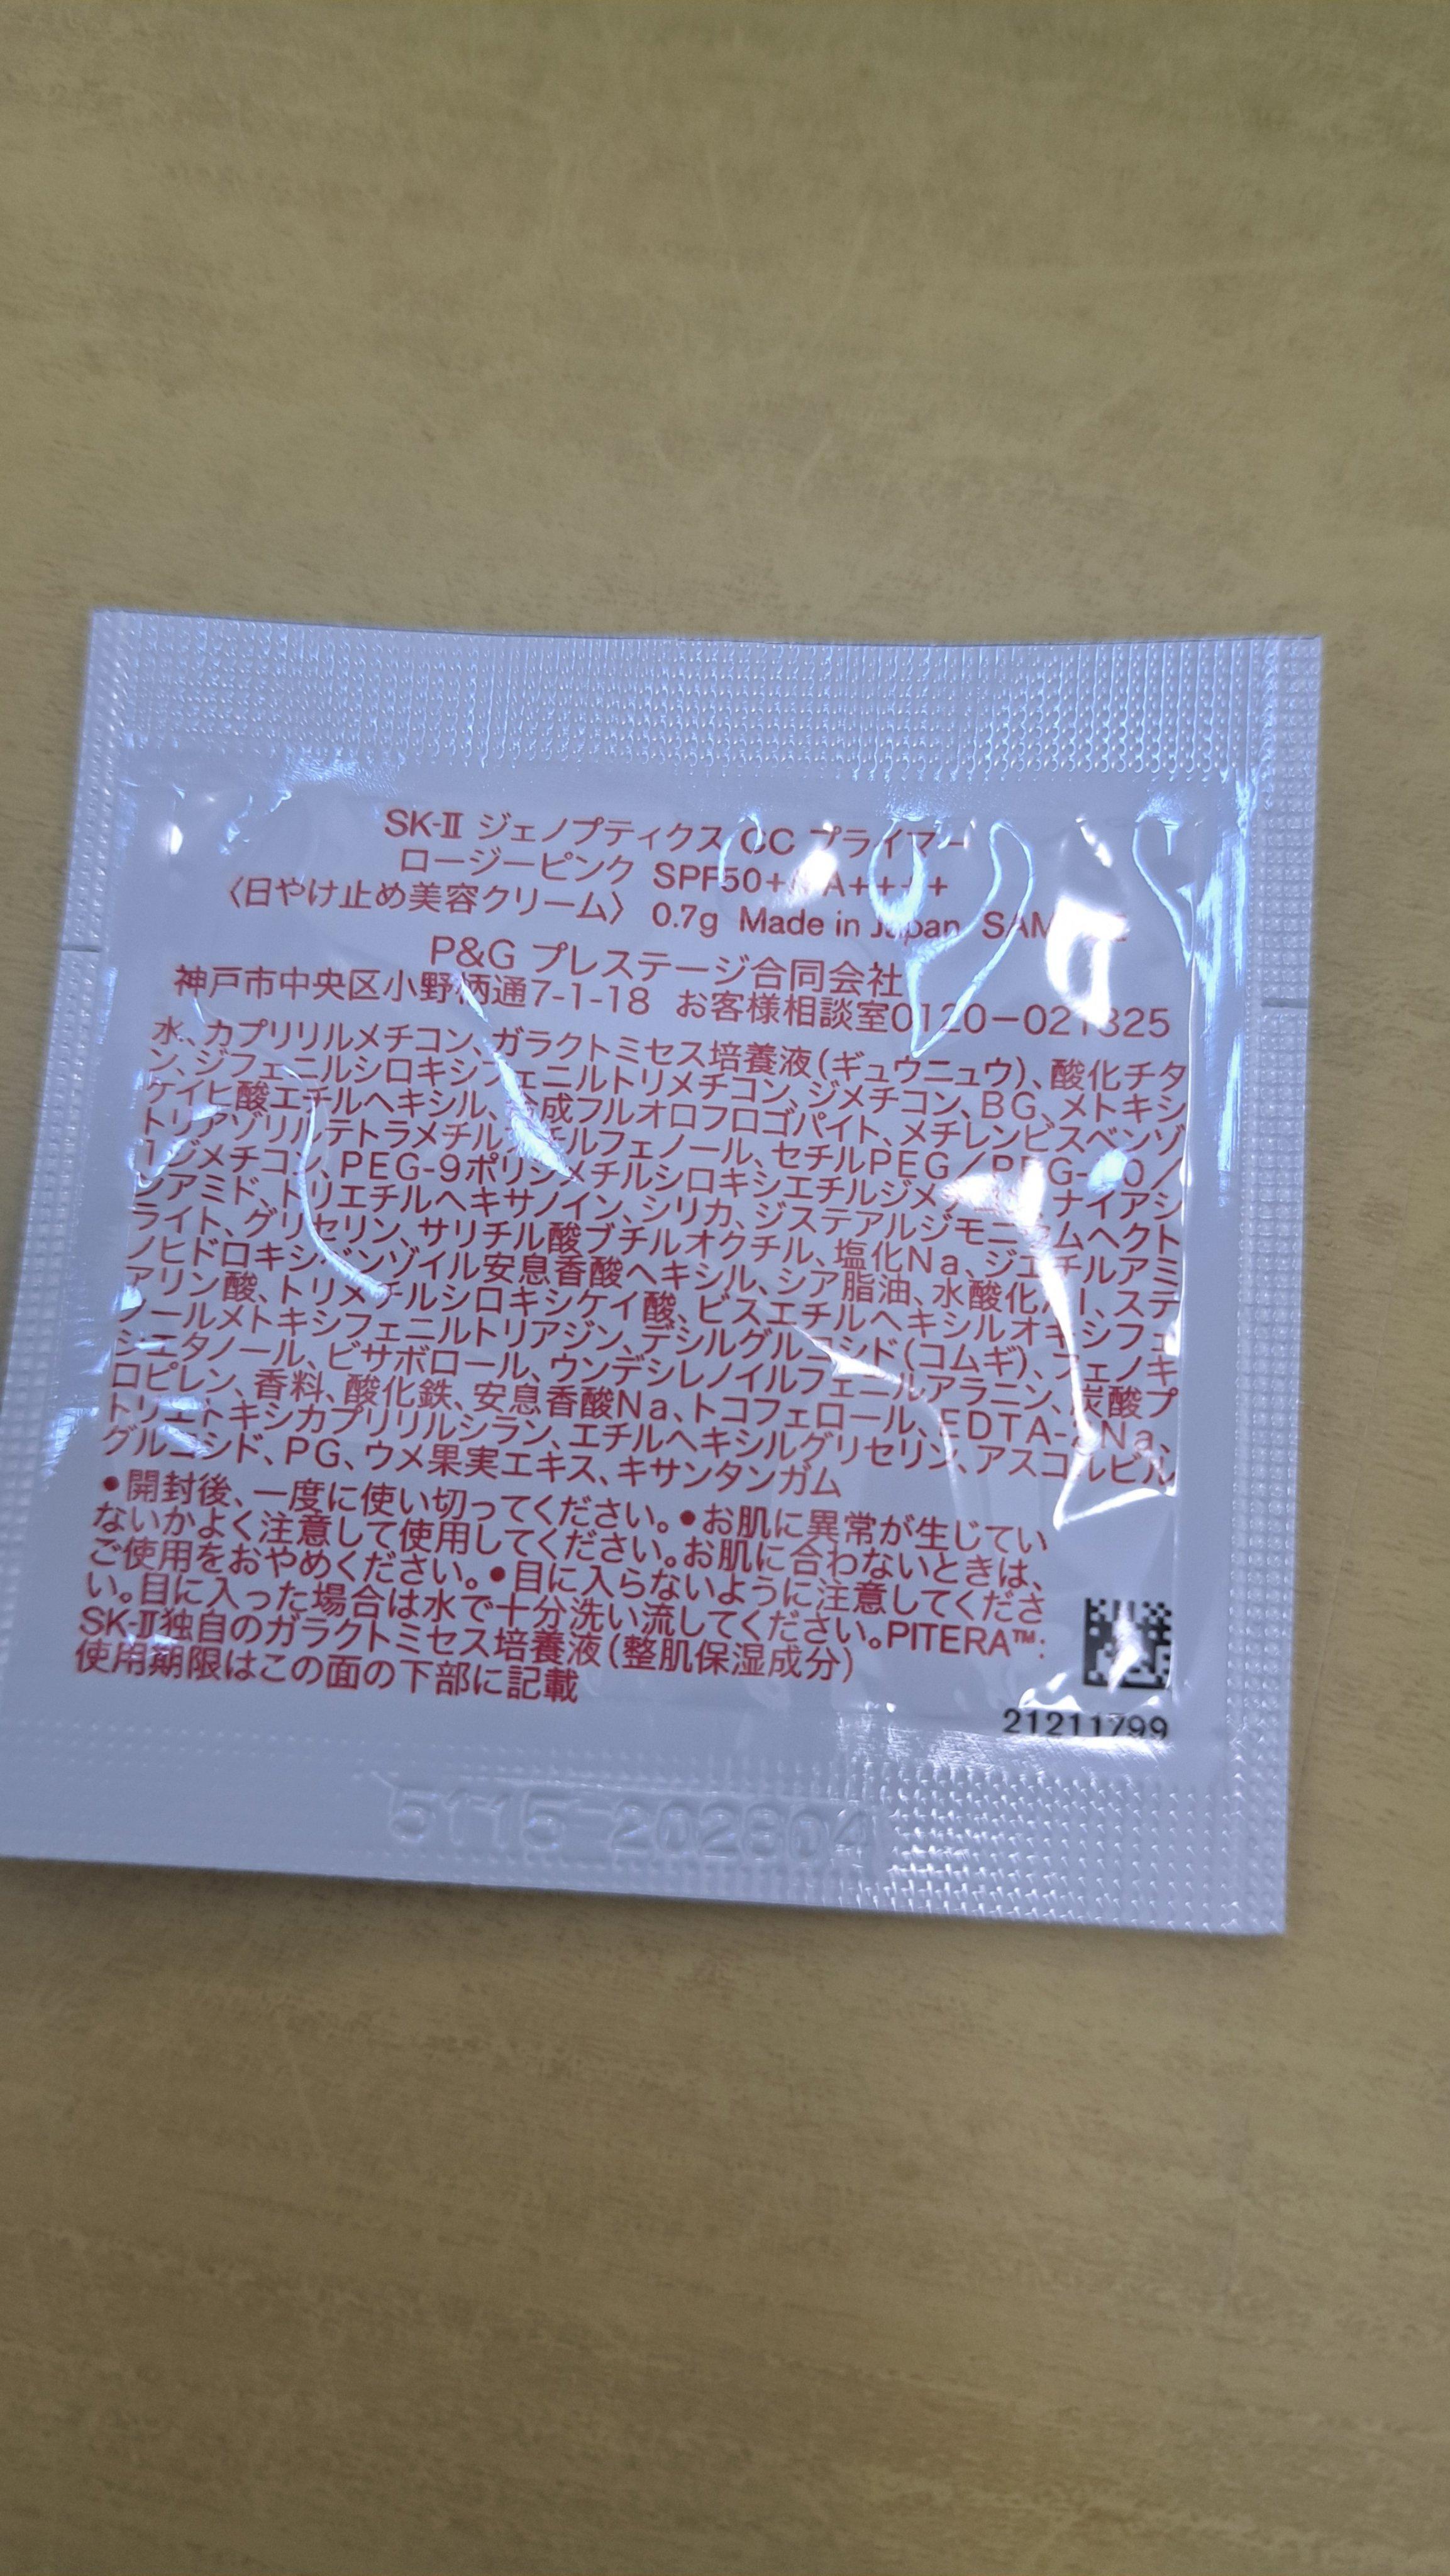 SK-II ジェノプティクス CC プライマー
ロージーピンク SPF50+ A++++
〈日やけ止め美容クリーム〉 0.7g Made in Japan
P&G プレステージ合同会社
神戸市中央区小野柄通7-1-18 お客様相談室0120-021325
水、カプリリルメチコン、ガラクトミセス培養液(ギュウニュウ)、酸化チタ
ン、ジフェニルシロキシフェニルトリメチコン、ジメチコン、BG、メトキシ
ケイヒ酸エチルヘキシル、合成フルオロフロゴパイト、メチレンビスベンゾ
トリアゾリルテトラメチルブチルフェノール、セチルPEG/PPG-10/
1ジメチコン、PEG-9ポリジメチルシロキシエチルジメチコン、ナイアシ
ンアミド、トリエチルヘキサノイン、シリカ、ジステアルジモニウムヘクト
ライト、グリセリン、サリチル酸ブチルオクチル、塩化Na、ジエチルアミ
ノヒドロキシベンゾイル安息香酸ヘキシル、シア脂油、水酸化Al、ステ
アリン酸、トリメチルシロキシケイ酸、ビスエチルヘキシルオキシフェ
ノールメトキシフェニルトリアジン、デシルグルコシド(コムギ)、フェノキ
シエタノール、ビサボロール、ウンデシレノイルフェニルアラニン、炭酸プ
ロピレン、香料、酸化鉄、安息香酸Na、トコフェロール、EDTA-2Na、
トリエトキシカプリリルシラン、エチルヘキシルグリセリン、アスコルビル
グルコシド、PG、ウメ果実エキス、キサンタンガム
●開封後、一度に使い切ってください。●お肌に異常が生じてい
ないかよく注意して使用してください。お肌に合わないときは、
ご使用をおやめください。●目に入らないように注意してくださ
い。目に入った場合は水で十分洗い流してください。PITERA™:
SK-II独自のガラクトミセス培養液(整肌保湿成分)
使用期限はこの面の下部に記載
21211799
5115 202804